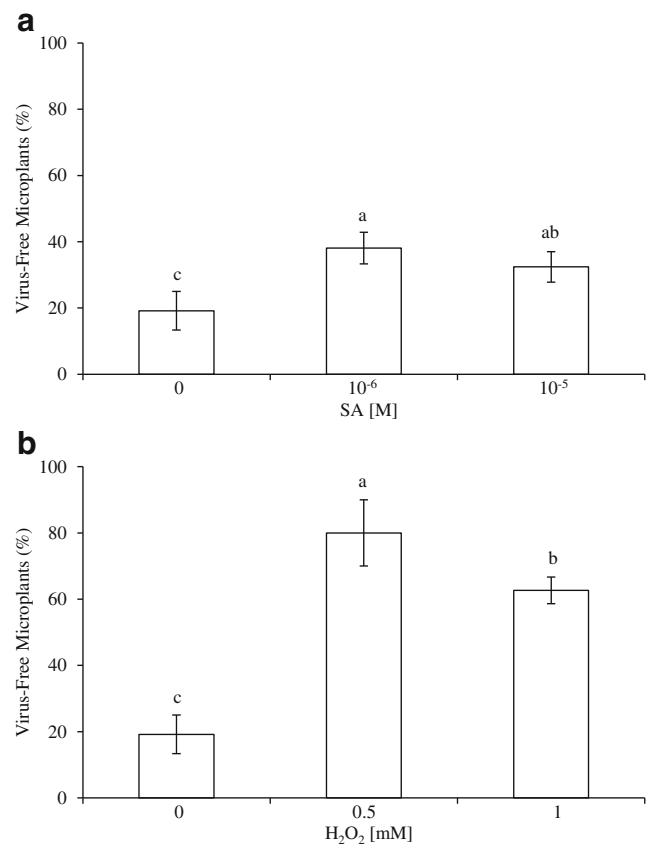 a
100
80
60
40
20
0
Virus-Free Microplants (%)
c
a
ab
0
10⁻⁶
10⁻⁵
SA [M]
b
100
80
60
40
20
0
Virus-Free Microplants (%)
c
a
b
0
0.5
1
H₂O₂ [mM]